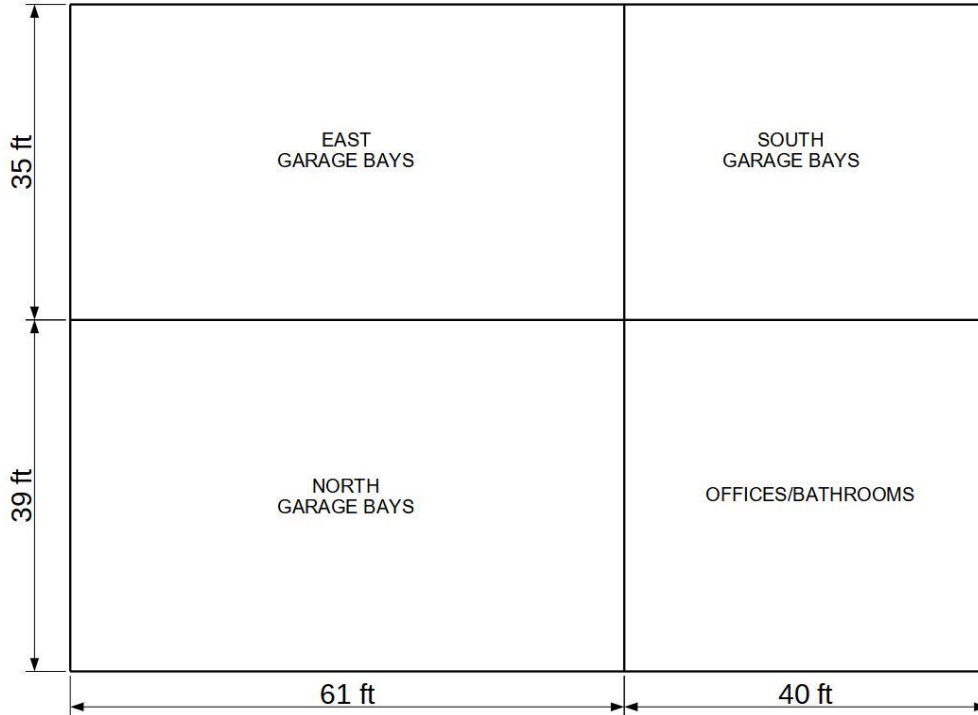 35 ft
EAST
GARAGE BAYS
SOUTH
GARAGE BAYS
39 ft
NORTH
GARAGE BAYS
OFFICES/BATHROOMS
61 ft
40 ft